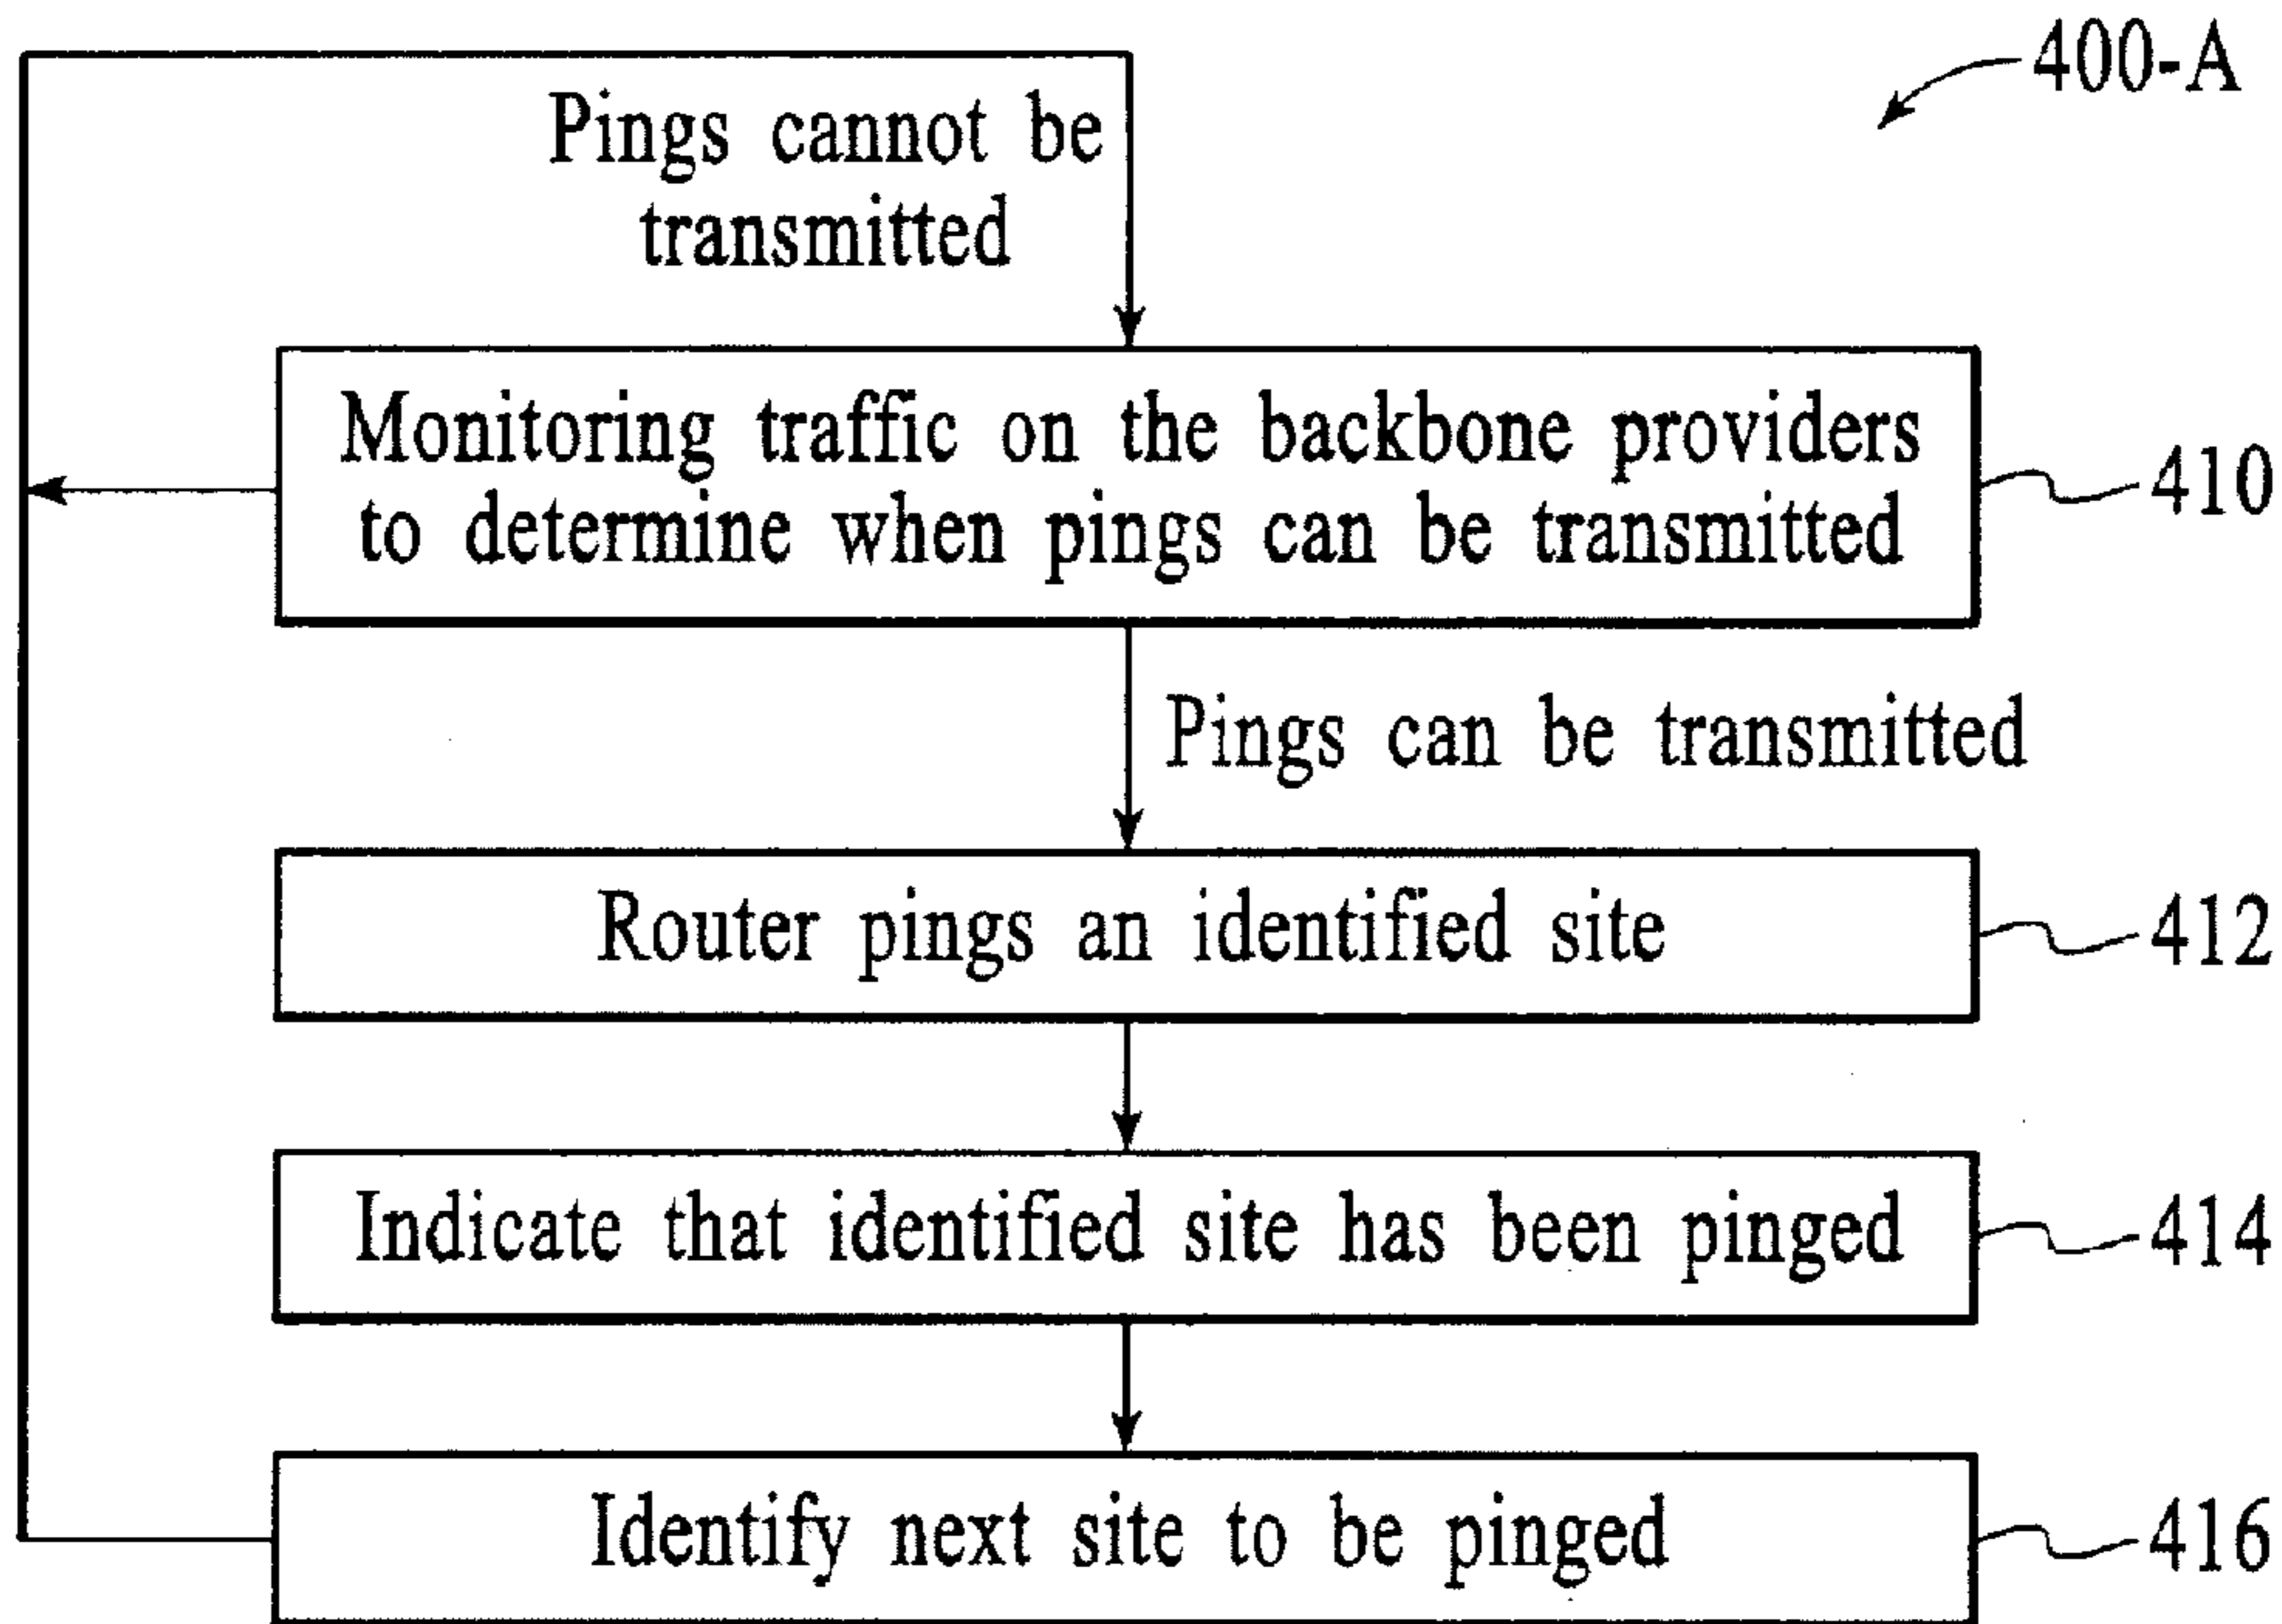 400-A
Pings cannot be
transmitted
Monitoring traffic on the backbone providers
to determine when pings can be transmitted
410
Pings can be transmitted
Router pings an identified site
412
Indicate that identified site has been pinged
414
Identify next site to be pinged
416